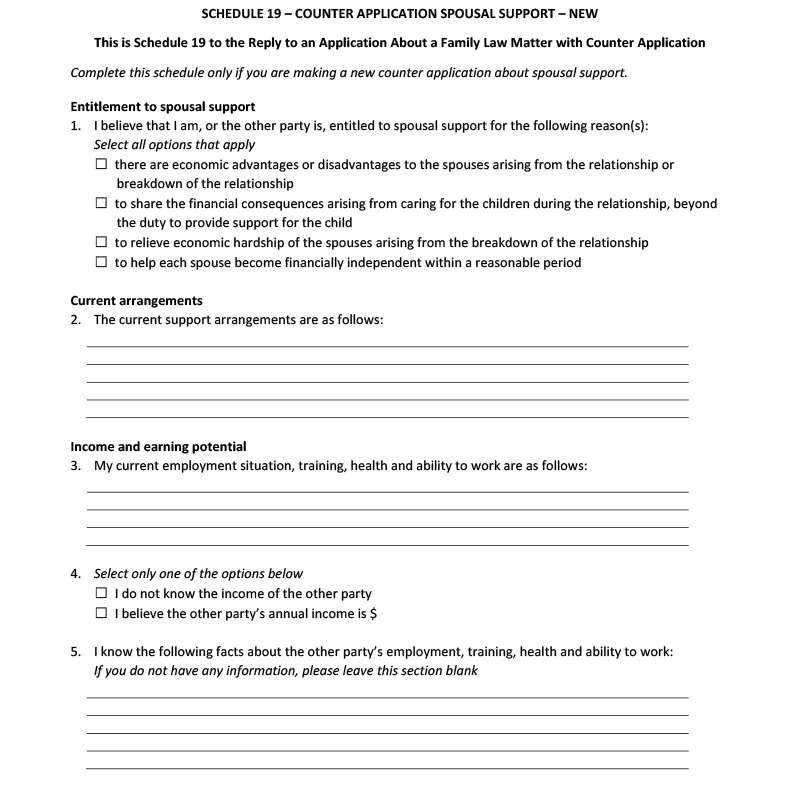 SCHEDULE 19 – COUNTER APPLICATION SPOUSAL SUPPORT – NEW
This is Schedule 19 to the Reply to an Application About a Family Law Matter with Counter Application
Complete this schedule only if you are making a new counter application about spousal support.
Entitlement to spousal support
1. I believe that I am, or the other party is, entitled to spousal support for the following reason(s):
Select all options that apply
☐ there are economic advantages or disadvantages to the spouses arising from the relationship or
breakdown of the relationship
☐ to share the financial consequences arising from caring for the children during the relationship, beyond
the duty to provide support for the child
☐ to relieve economic hardship of the spouses arising from the breakdown of the relationship
☐ to help each spouse become financially independent within a reasonable period
Current arrangements
2. The current support arrangements are as follows:
Income and earning potential
3. My current employment situation, training, health and ability to work are as follows:
4. Select only one of the options below
☐ I do not know the income of the other party
☐ I believe the other party's annual income is $
5. I know the following facts about the other party's employment, training, health and ability to work:
If you do not have any information, please leave this section blank